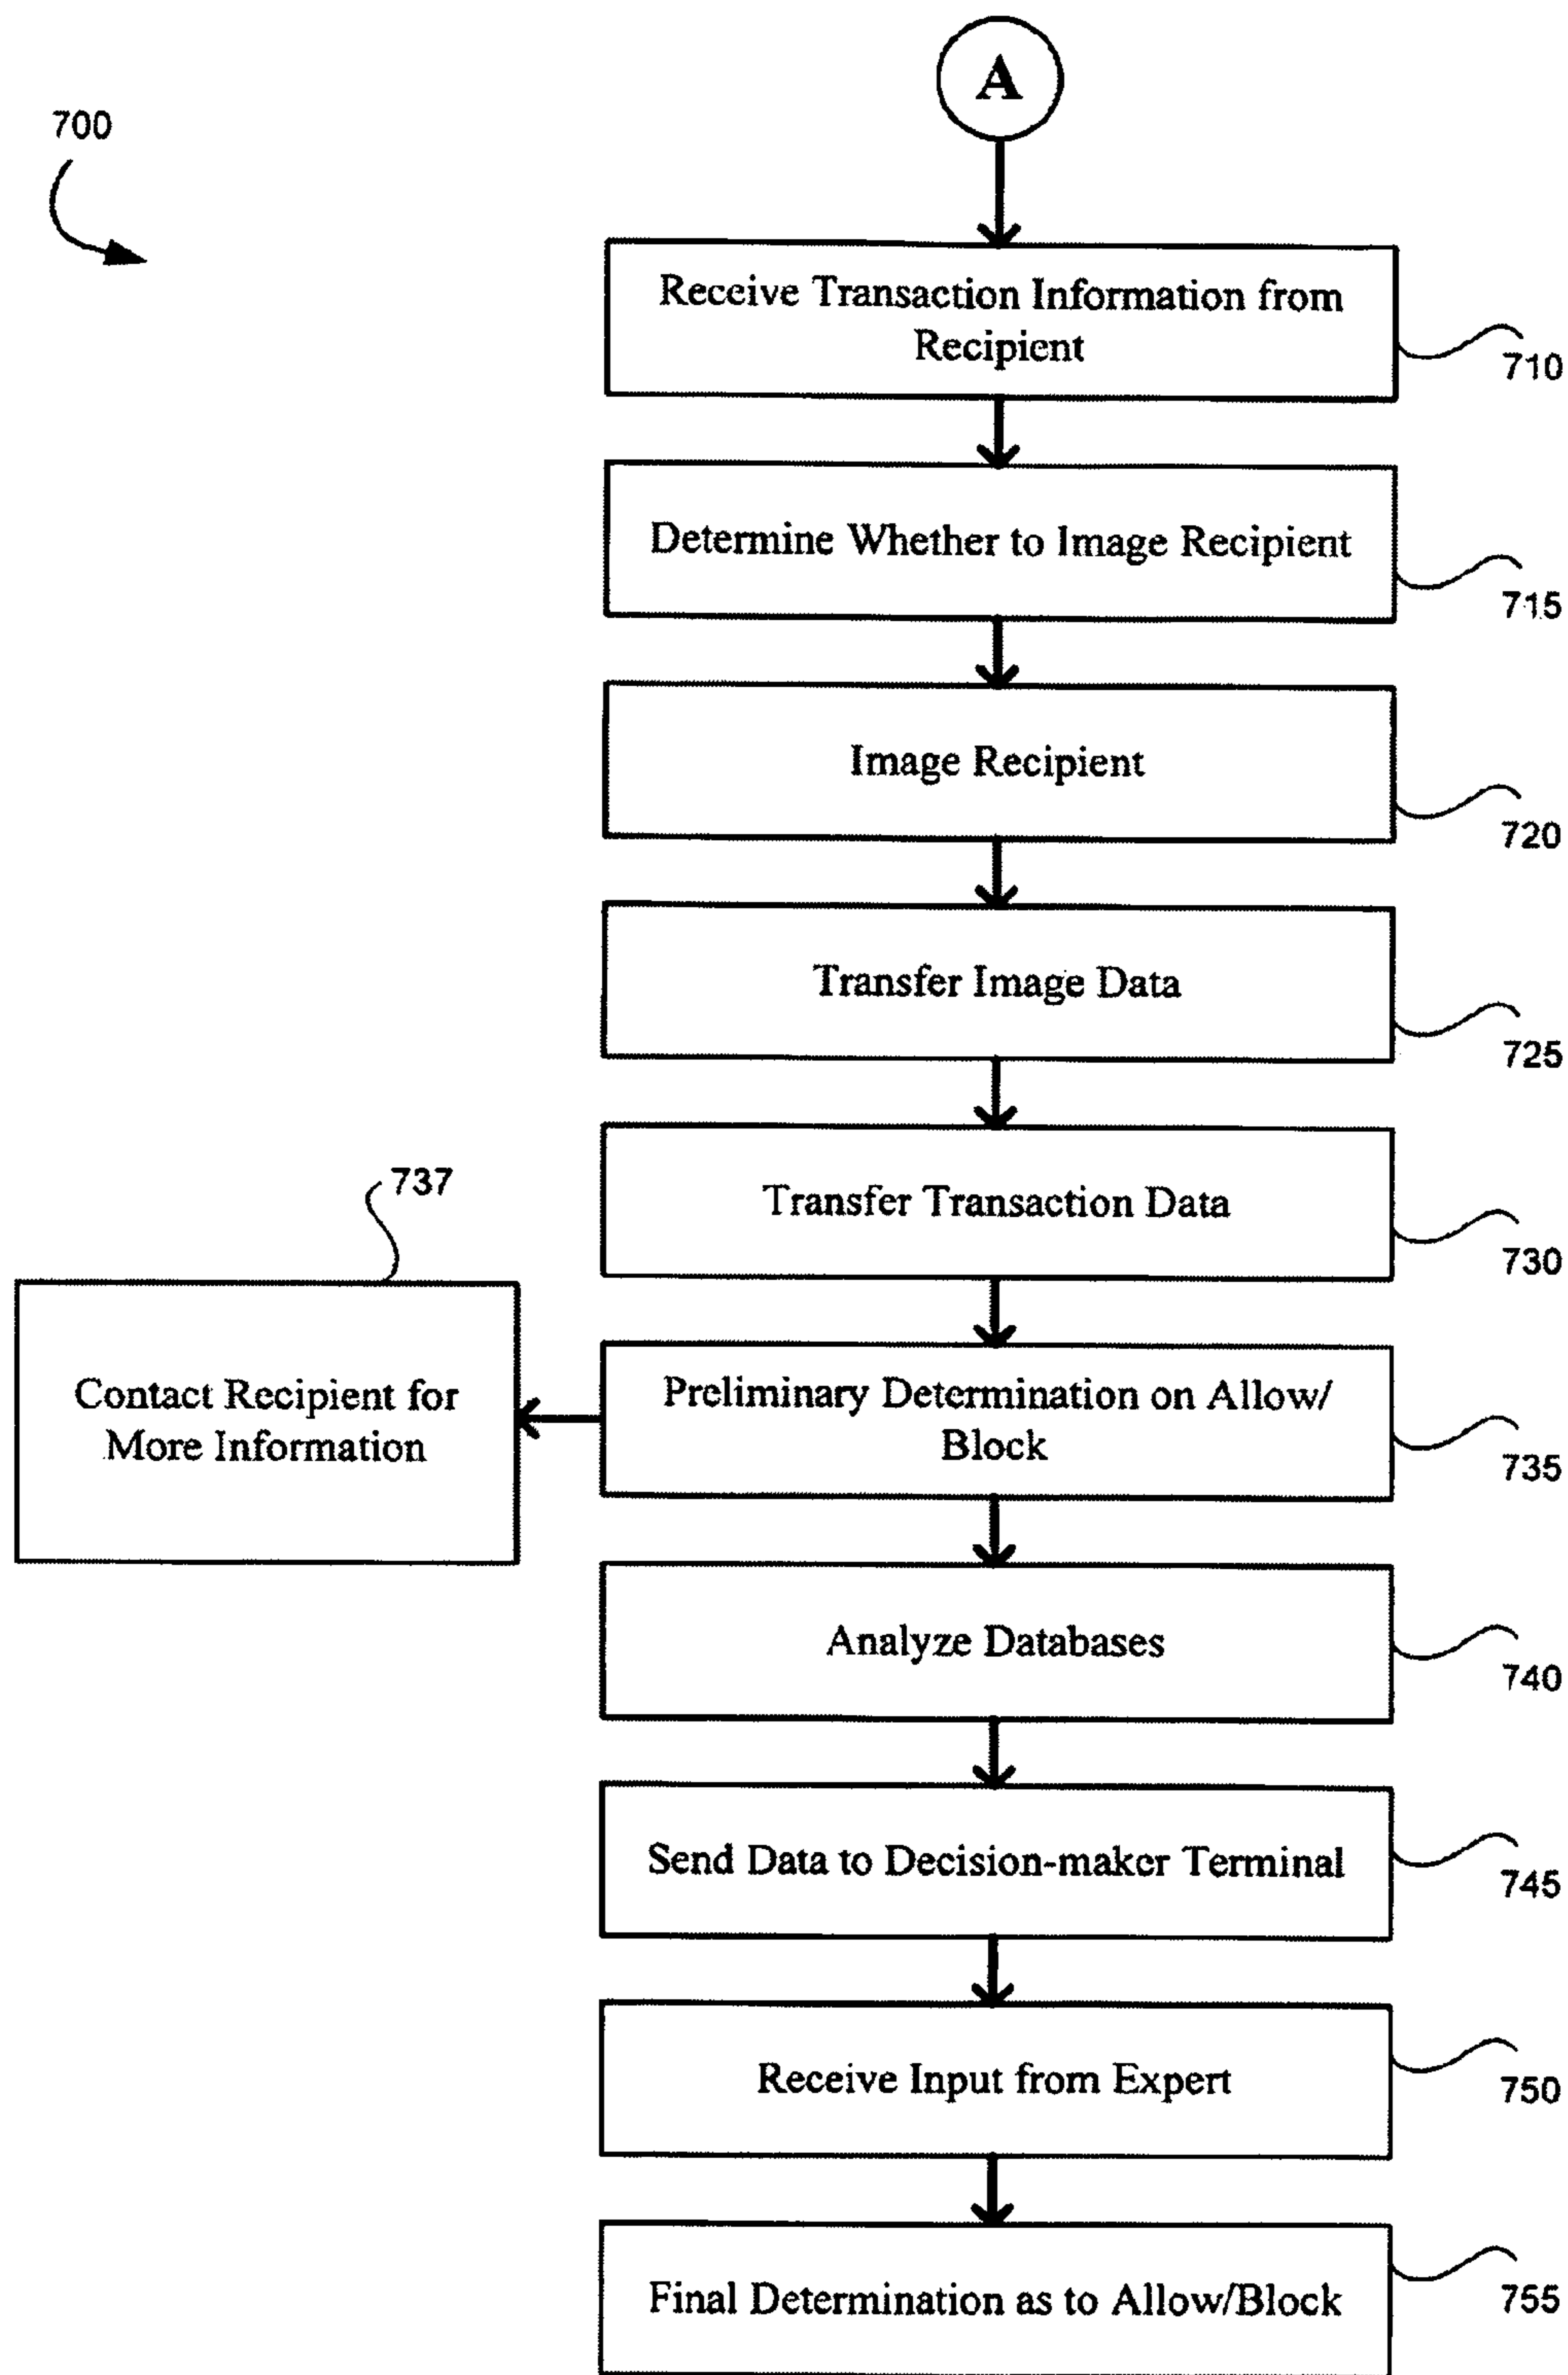 A
700
Receive Transaction Information from
Recipient
710
Determine Whether to Image Recipient
715
Image Recipient
720
Transfer Image Data
725
Transfer Transaction Data
730
737
Contact Recipient for
More Information
Preliminary Determination on Allow/
Block
735
Analyze Databases
740
Send Data to Decision-maker Terminal
745
Receive Input from Expert
750
Final Determination as to Allow/Block
755